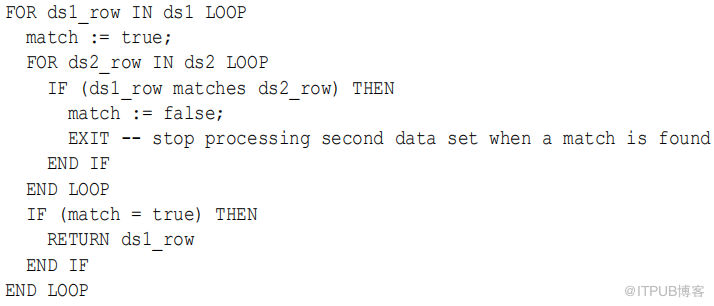 FOR ds1_row IN ds1 LOOP
  match := true;
  FOR ds2_row IN ds2 LOOP
    IF (ds1_row matches ds2_row) THEN
      match := false;
      EXIT -- stop processing second data set when a match is found
    END IF
  END LOOP
  IF (match = true) THEN
    RETURN ds1_row
  END IF
END LOOP
@ITPUB博客